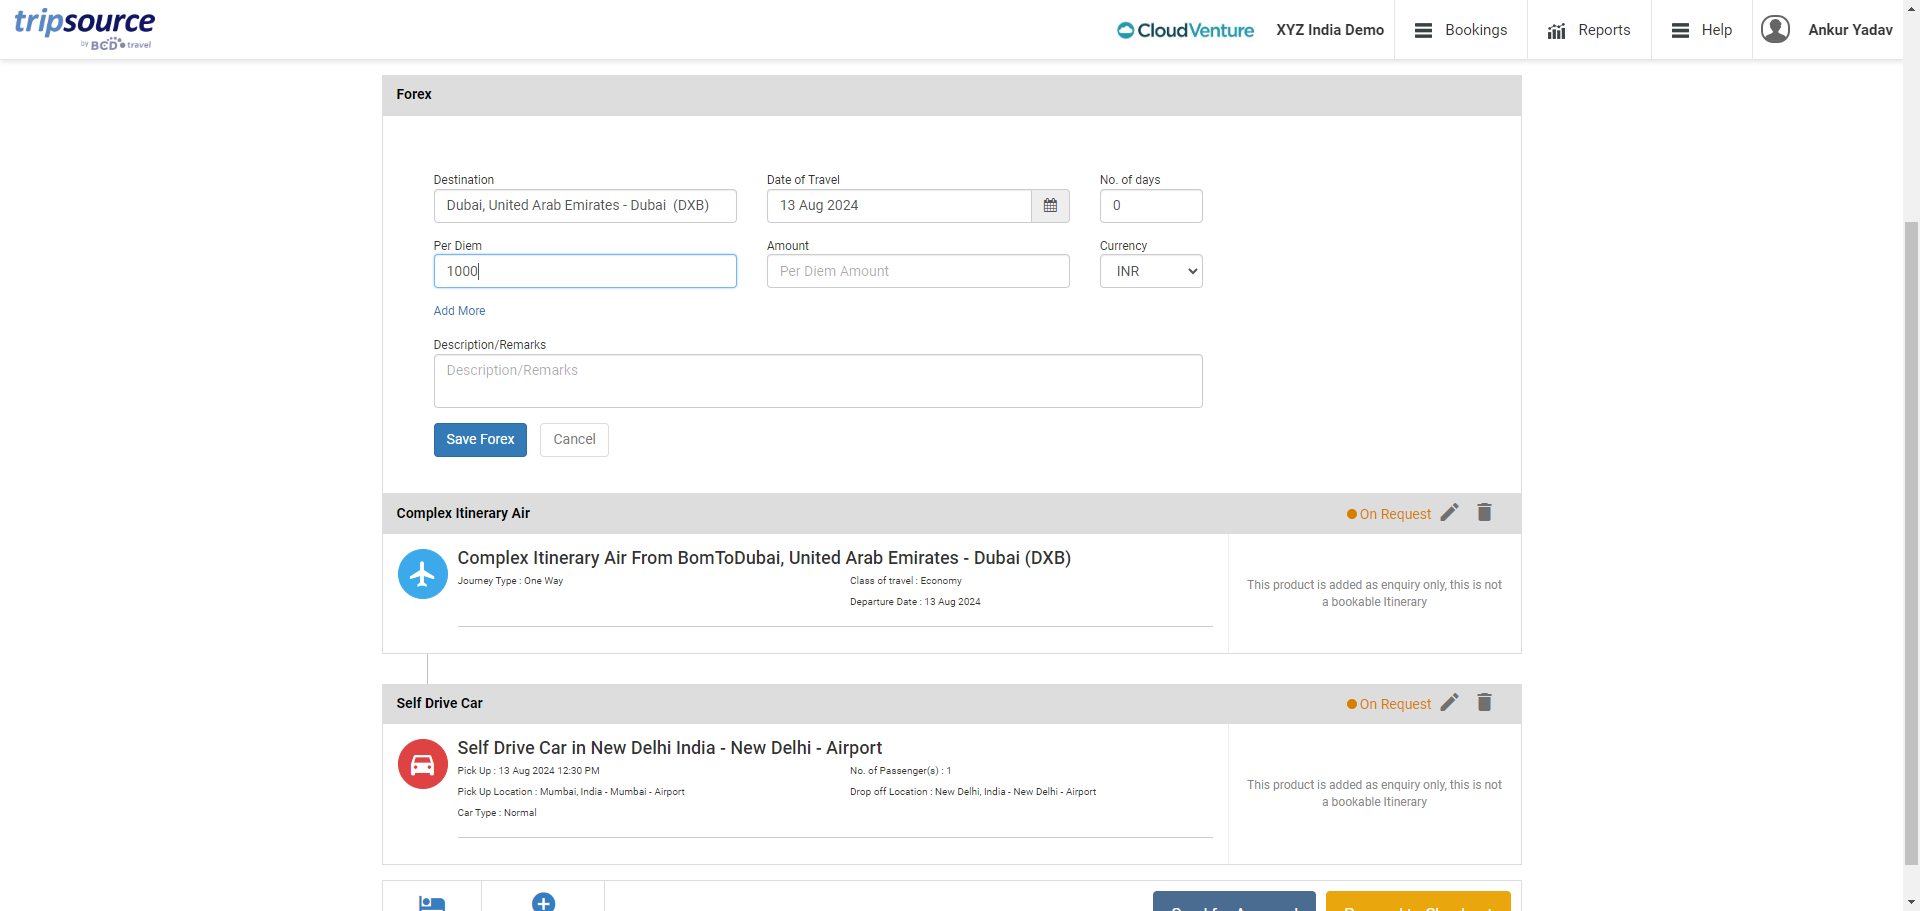 tripsource
by BCD travel
CloudVenture
XYZ India Demo
Bookings
Reports
Help
Ankur Yadav
Forex
Destination
Date of Travel
No. of days
Dubai, United Arab Emirates - Dubai (DXB)
13 Aug 2024
0
Per Diem
Amount
Currency
1000
Per Diem Amount
INR
Add More
Description/Remarks
Description/Remarks
Save Forex
Cancel
Complex Itinerary Air
On Request
Complex Itinerary Air From BomToDubai, United Arab Emirates - Dubai (DXB)
Journey Type : One Way
Class of travel : Economy
Departure Date : 13 Aug 2024
This product is added as enquiry only, this is not
a bookable Itinerary
Self Drive Car
On Request
Self Drive Car in New Delhi India - New Delhi - Airport
Pick Up : 13 Aug 2024 12:30 PM
No. of Passenger(s) : 1
Pick Up Location : Mumbai, India - Mumbai - Airport
Drop off Location : New Delhi, India - New Delhi - Airport
Car Type : Normal
This product is added as enquiry only, this is not
a bookable Itinerary